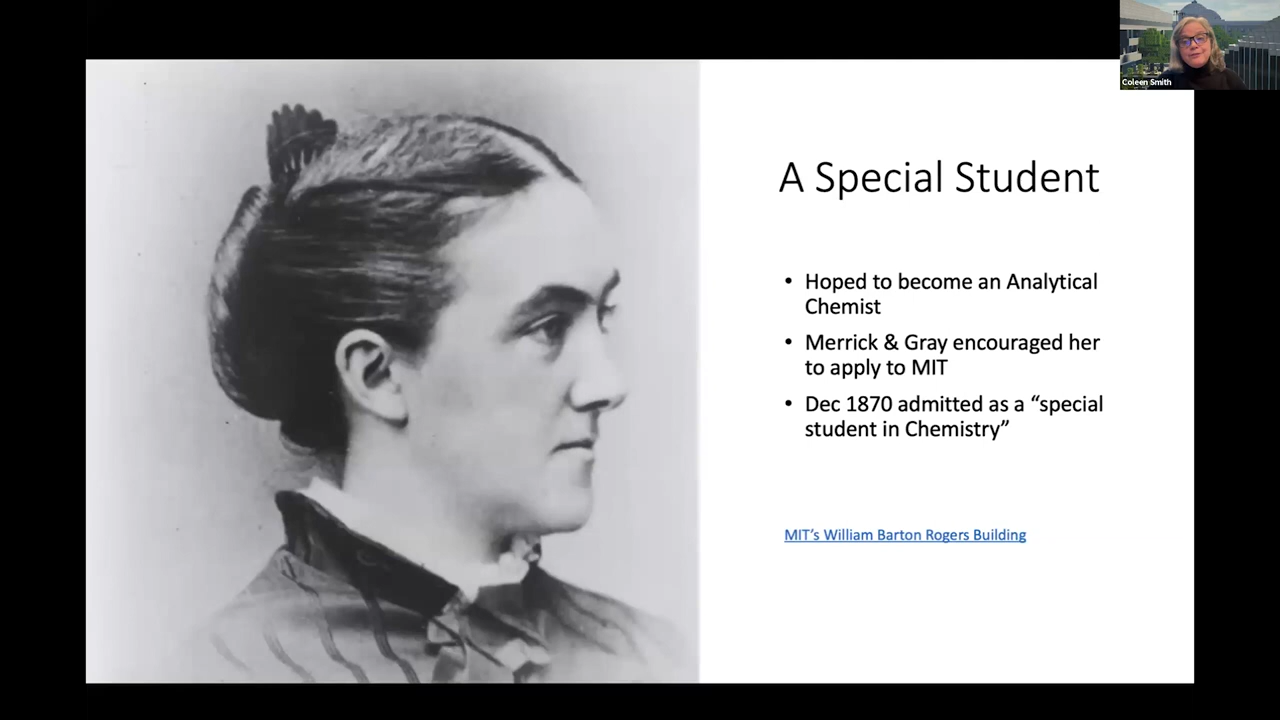 Coleen Smith
A Special Student
• Hoped to become an Analytical
Chemist
• Merrick & Gray encouraged her
to apply to MIT
• Dec 1870 admitted as a “special
student in Chemistry”
MIT’s William Barton Rogers Building